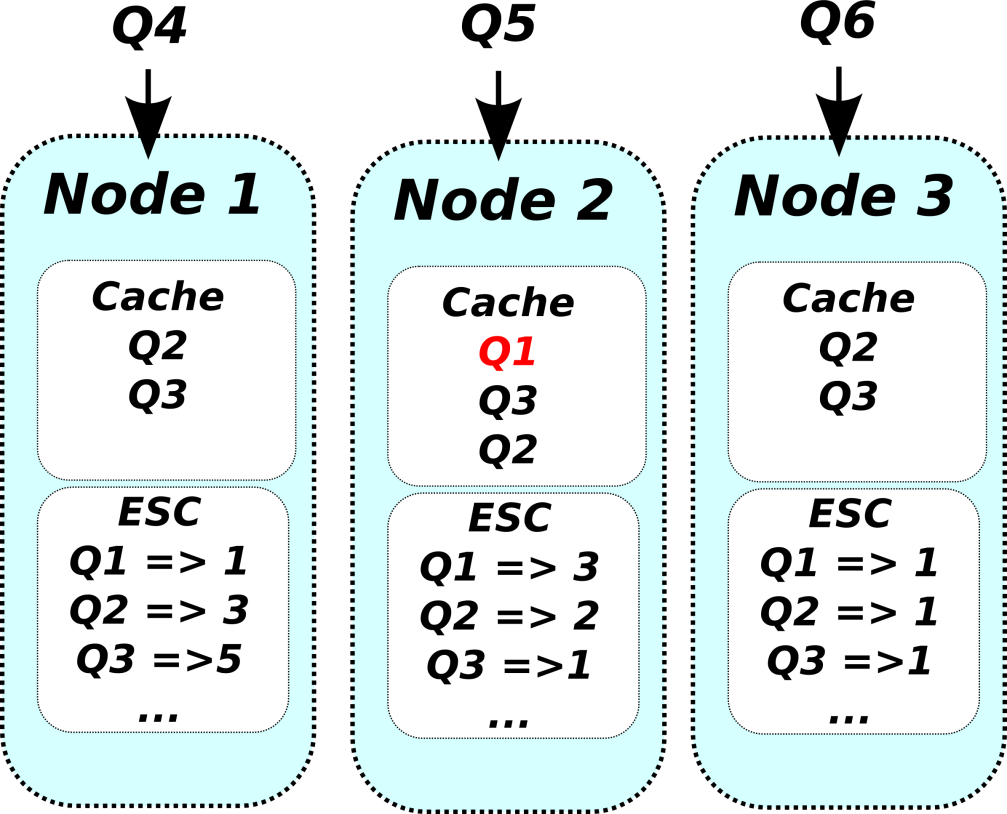 Q4
Q5
Q6
Node 1
Cache
Q2
Q3
ESC
Q1 => 1
Q2 => 3
Q3 =>5
...
Node 2
Cache
Q1
Q3
Q2
ESC
Q1 => 3
Q2 => 2
Q3 =>1
...
Node 3
Cache
Q2
Q3
ESC
Q1 => 1
Q2 => 1
Q3 =>1
...